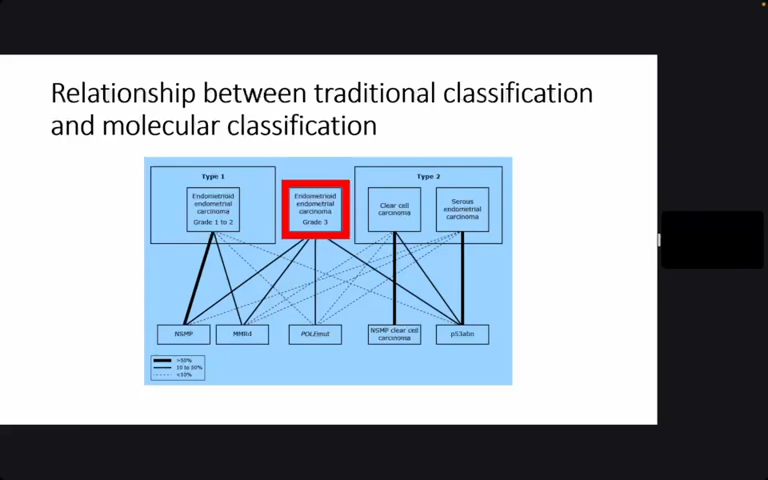 Relationship between traditional classification
and molecular classification
Type 1
Type 2
Endometrioid
endometrial
carcinoma
Grade 1 to 2
Endometrioid
endometrial
carcinoma
Grade 3
Clear cell
carcinoma
Serous
endometrial
carcinoma
NSMP
MMRd
POLEmut
NSMP clear cell
carcinoma
p53abn
>50%
10 to 50%
<10%